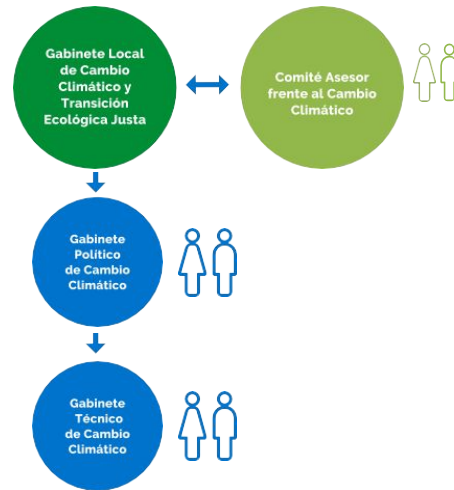 Gabinete Local
de Cambio
Climático y
Transición
Ecológica Justa
Comité Asesor
frente al Cambio
Climático
Gabinete
Político
de Cambio
Climático
Gabinete
Técnico
de Cambio
Climático